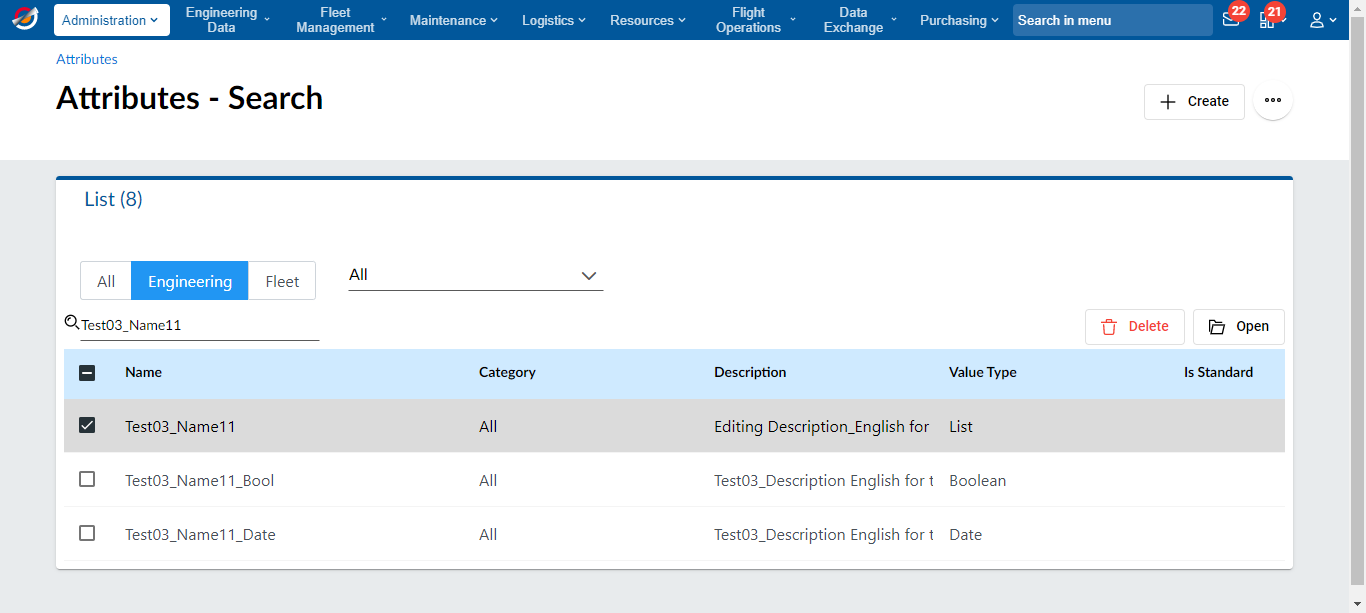 Administration
Engineering Data
Fleet Management
Maintenance
Logistics
Resources
Flight Operations
Data Exchange
Purchasing
Search in menu
22
21
Attributes
Attributes - Search
Create
List (8)
All
Engineering
Fleet
All
Test03_Name11
Delete
Open
Name Category Description Value Type Is Standard
Test03_Name11 All Editing Description_English for List
Test03_Name11_Bool All Test03_Description English for t Boolean
Test03_Name11_Date All Test03_Description English for t Date